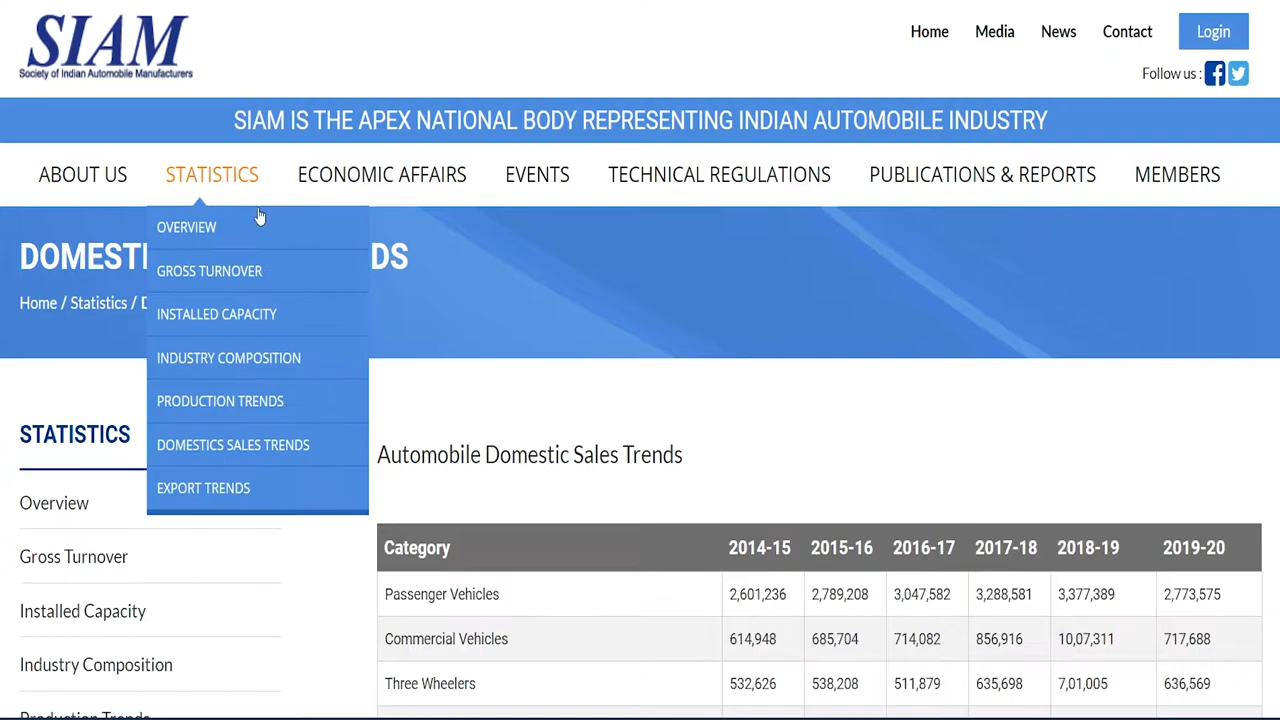 SIAM
Society of Indian Automobile Manufacturers
Home Media News Contact Login
Follow us :
SIAM IS THE APEX NATIONAL BODY REPRESENTING INDIAN AUTOMOBILE INDUSTRY
ABOUT US STATISTICS ECONOMIC AFFAIRS EVENTS TECHNICAL REGULATIONS PUBLICATIONS & REPORTS MEMBERS
OVERVIEW
GROSS TURNOVER
INSTALLED CAPACITY
INDUSTRY COMPOSITION
PRODUCTION TRENDS
DOMESTICS SALES TRENDS
EXPORT TRENDS
Home / Statistics /
STATISTICS
Overview
Gross Turnover
Installed Capacity
Industry Composition
Production Trends
Automobile Domestic Sales Trends
Category 2014-15 2015-16 2016-17 2017-18 2018-19 2019-20
Passenger Vehicles 2,601,236 2,789,208 3,047,582 3,288,581 3,377,389 2,773,575
Commercial Vehicles 614,948 685,704 714,082 856,916 10,07,311 717,688
Three Wheelers 532,626 538,208 511,879 635,698 7,01,005 636,569